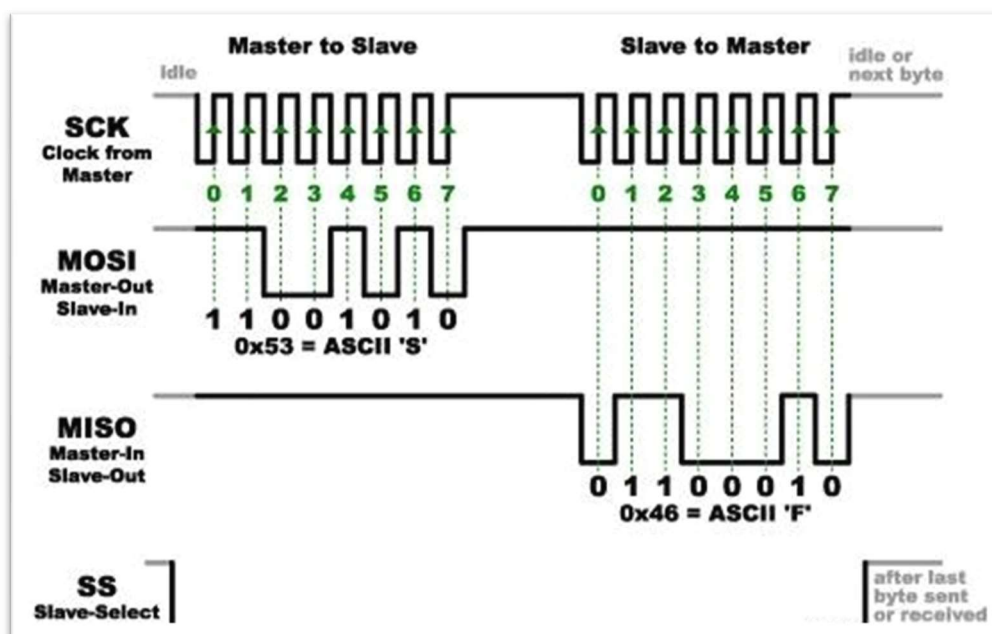 Master to Slave
Slave to Master
idle
idle or
next byte
SCK
Clock from
Master
0 1 2 3 4 5 6 7
0 1 2 3 4 5 6 7
MOSI
Master-Out
Slave-In
1 1 0 0 1 0 1 0
0x53 = ASCII 'S'
MISO
Master-In
Slave-Out
0 1 1 0 0 0 1 0
0x46 = ASCII 'F'
SS
Slave-Select
after last
byte sent
or received